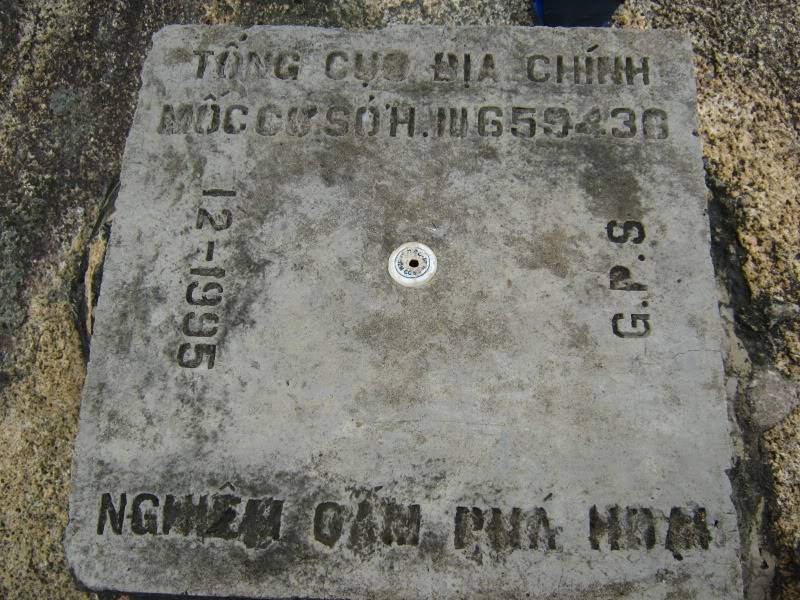 TỔNG CỤC ĐỊA CHÍNH
MỐC CƠ SỞ H.III 659436
12-1995
G.P.S
NGHIÊM CẤM PHÁ HOẠI